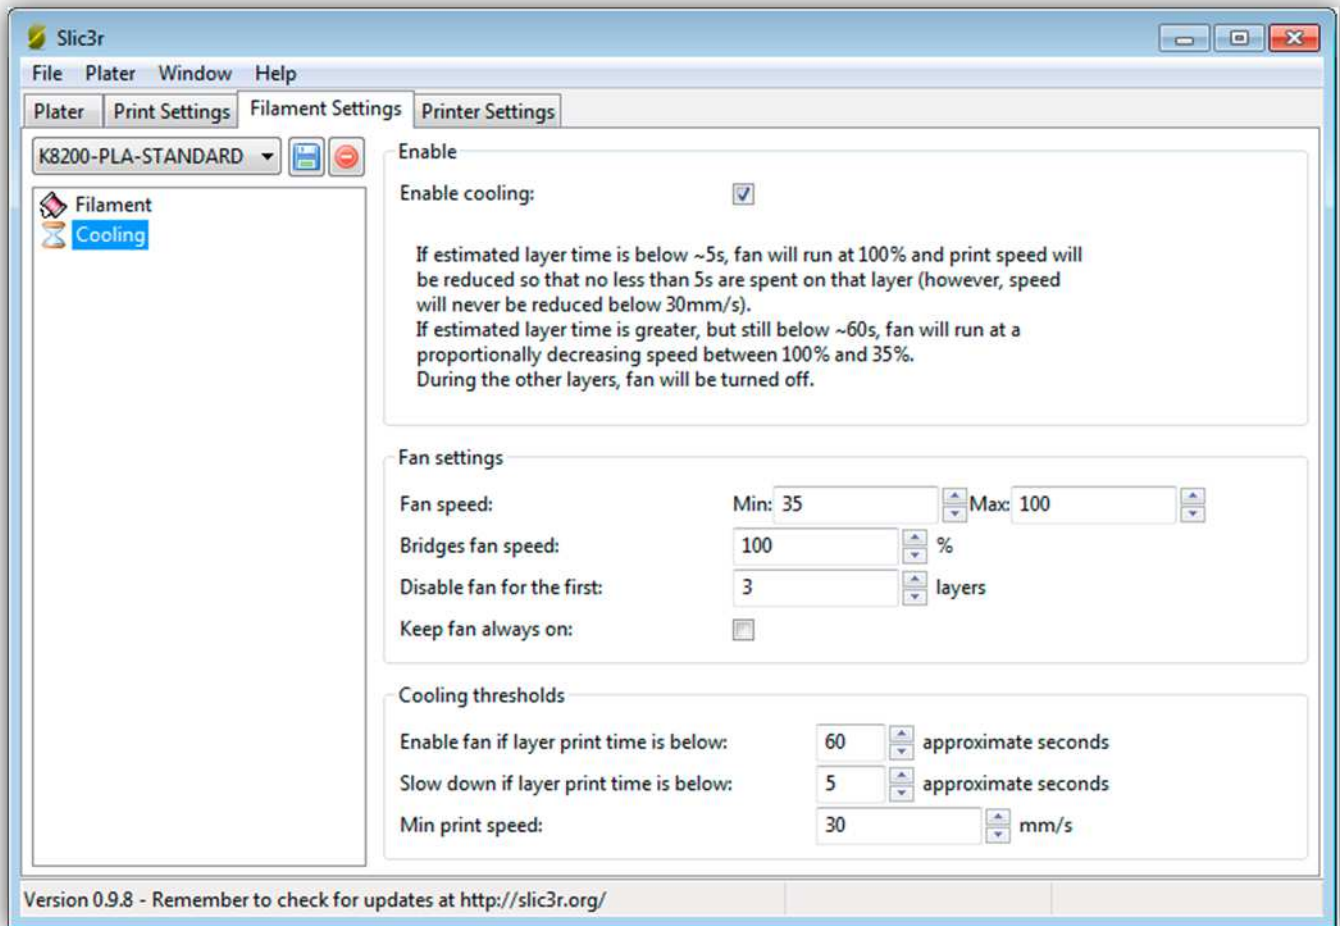 Slic3r
File Plater Window Help
Plater Print Settings Filament Settings Printer Settings
K8200-PLA-STANDARD
Filament
Cooling
Enable
Enable cooling:
If estimated layer time is below ~5s, fan will run at 100% and print speed will
be reduced so that no less than 5s are spent on that layer (however, speed
will never be reduced below 30mm/s).
If estimated layer time is greater, but still below ~60s, fan will run at a
proportionally decreasing speed between 100% and 35%.
During the other layers, fan will be turned off.
Fan settings
Fan speed: Min: 35 Max: 100
Bridges fan speed: 100 %
Disable fan for the first: 3 layers
Keep fan always on:
Cooling thresholds
Enable fan if layer print time is below: 60 approximate seconds
Slow down if layer print time is below: 5 approximate seconds
Min print speed: 30 mm/s
Version 0.9.8 - Remember to check for updates at http://slic3r.org/